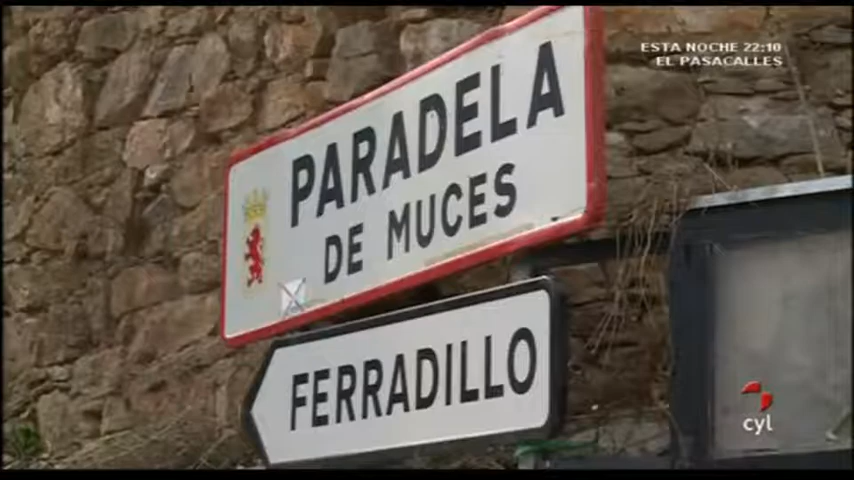 ESTA NOCHE 22:10
EL PASACALLES
PARADELA
DE MUCES
FERRADILLO
cyl